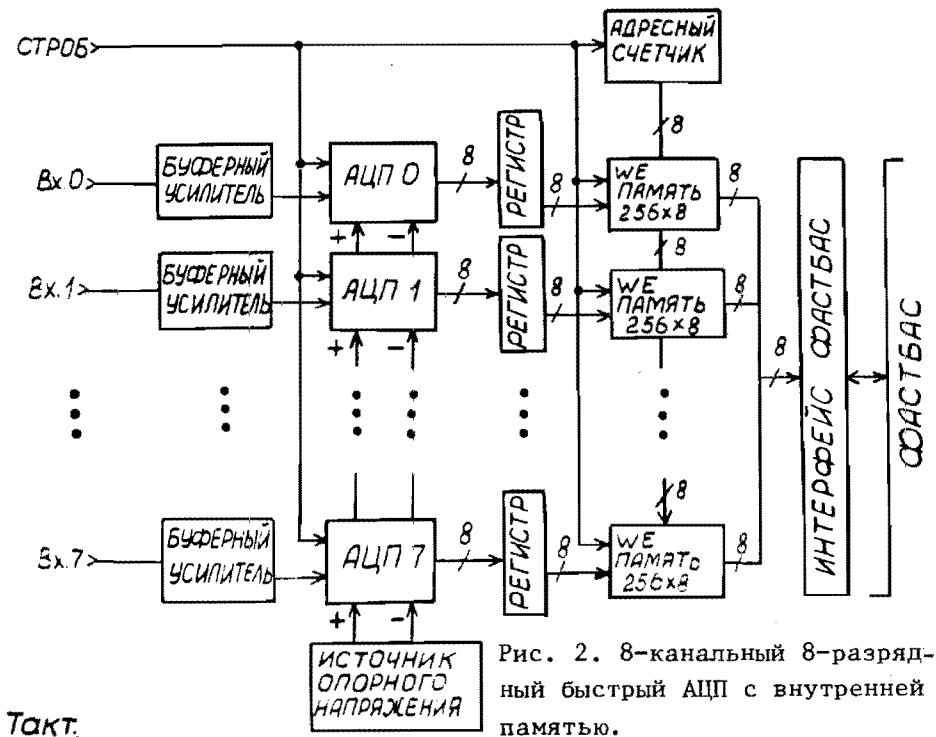 СТРОБ
АДРЕСНЫЙ
СЧЕТЧИК
8
Вх.0
БУФЕРНЫЙ
УСИЛИТЕЛЬ
АЦП 0
8
РЕГИСТР
8
WE
ПАМЯТЬ
256×8
8
+
−
8
Вх.1
БУФЕРНЫЙ
УСИЛИТЕЛЬ
АЦП 1
8
РЕГИСТР
8
WE
ПАМЯТЬ
256×8
8
+
−
8
ИНТЕРФЕЙС ФАСТБАС
ФАСТБАС
8
Вх.7
БУФЕРНЫЙ
УСИЛИТЕЛЬ
АЦП 7
8
РЕГИСТР
8
WE
ПАМЯТЬ
256×8
8
+
−
ИСТОЧНИК
ОПОРНОГО
НАПРЯЖЕНИЯ
Рис. 2. 8-канальный 8-разряд-
ный быстрый АЦП с внутренней
памятью.
Такт.